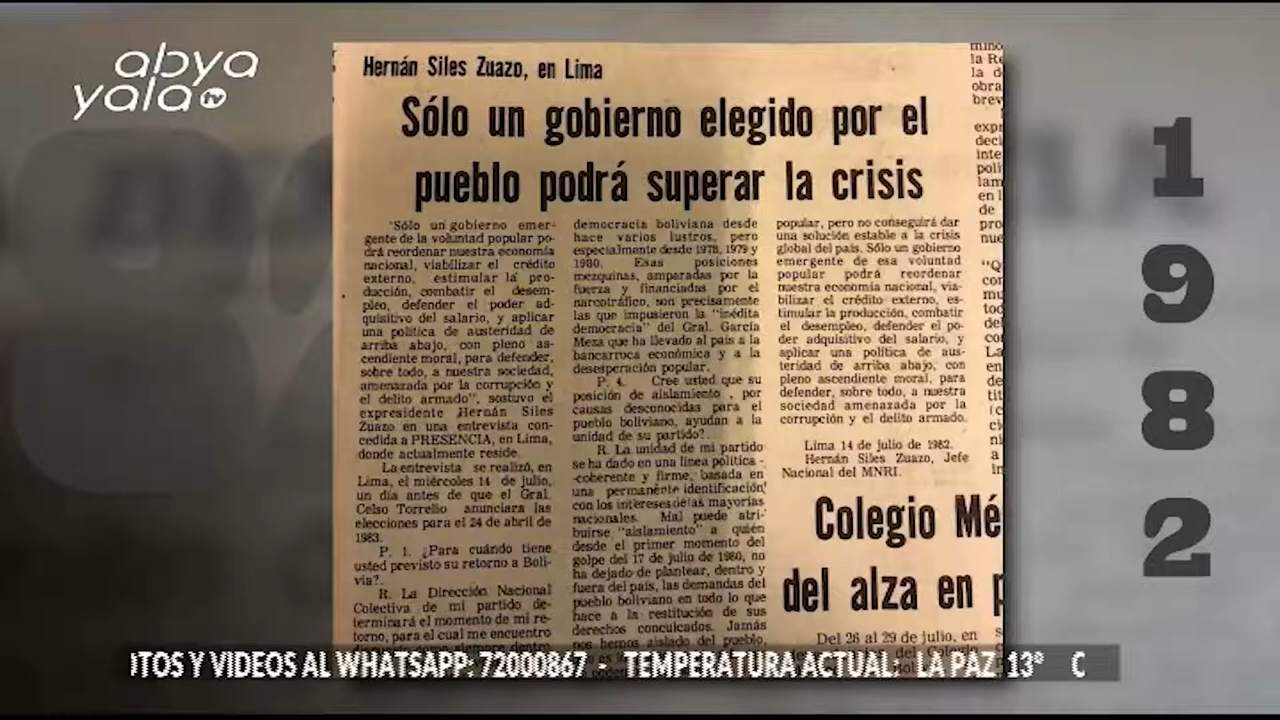 abya
yala tv
Hernán Siles Zuazo, en Lima
Sólo un gobierno elegido por el
pueblo podrá superar la crisis
"Sólo un gobierno emer-
gente de la voluntad popular po-
drá reordenar nuestra economía
nacional, viabilizar el crédito
externo, estimular la pro-
ducción, combatir el desem-
pleo, defender el poder ad-
quisitivo del salario, y aplicar
una política de austeridad de
arriba abajo, con pleno as-
cendiente moral, para defender,
sobre todo, a nuestra sociedad,
amenazada por la corrupción y
el delito armado", sostuvo el
expresidente Hernán Siles
Zuazo en una entrevista con-
cedida a PRESENCIA, en Lima,
donde actualmente reside.
La entrevista se realizó, en
Lima, el miércoles 14 de julio,
un día antes de que el Gral.
Celso Torrelio anunciara las
elecciones para el 24 de abril de
1983.
P. 1. ¿Para cuándo tiene
usted previsto su retorno a Boli-
via?.
R. La Dirección Nacional
Colectiva de mi partido de-
terminará el momento de mi re-
torno, para el cual me encuentro
democracia boliviana desde
hace varios lustros, pero
especialmente desde 1978, 1979 y
1980. Esas posiciones
mezquinas, amparadas por la
fuerza y financiadas por el
narcotráfico, son precisamente
las que impusieron la "inédita
democracia" del Gral. García
Meza que ha llevado al país a la
bancarroca económica y a la
desesperación popular.
P. 4. Cree usted que su
posición de aislamiento , por
causas desconocidas para el
pueblo boliviano, ayudan a la
unidad de su partido?.
R. La unidad de mi partido
se ha dado en una línea política -
-coherente y firme, basada en
una permanente identificación
con los intereses de las mayorías
nacionales. Mal puede atri-
buirse "aislamiento" a quien
desde el primer momento del
golpe del 17 de julio de 1980, no
ha dejado de plantear, dentro y
fuera del país, las demandas del
pueblo boliviano en todo lo que
hace a la restitución de sus
derechos conculcados. Jamás
nos hemos aislado del pueblo,
popular, pero no conseguirá dar
una solución estable a la crisis
global del país. Sólo un gobierno
emergente de esa voluntad
popular podrá reordenar
nuestra economía nacional, via-
bilizar el crédito externo, es-
timular la producción, combatir
el desempleo, defender el po-
der adquisitivo del salario, y
aplicar una política de aus-
teridad de arriba abajo, con
pleno ascendiente moral, para
defender, sobre todo, a nuestra
sociedad amenazada por la
corrupción y el delito armado.
Lima 14 de julio de 1982.
Hernán Siles Zuazo, Jefe
Nacional del MNRI.
Colegio Mé
del alza en p
Del 26 al 29 de julio, en
1
9
8
2
OTOS Y VIDEOS AL WHATSAPP: 72000867 - TEMPERATURA ACTUAL: LA PAZ 13° C